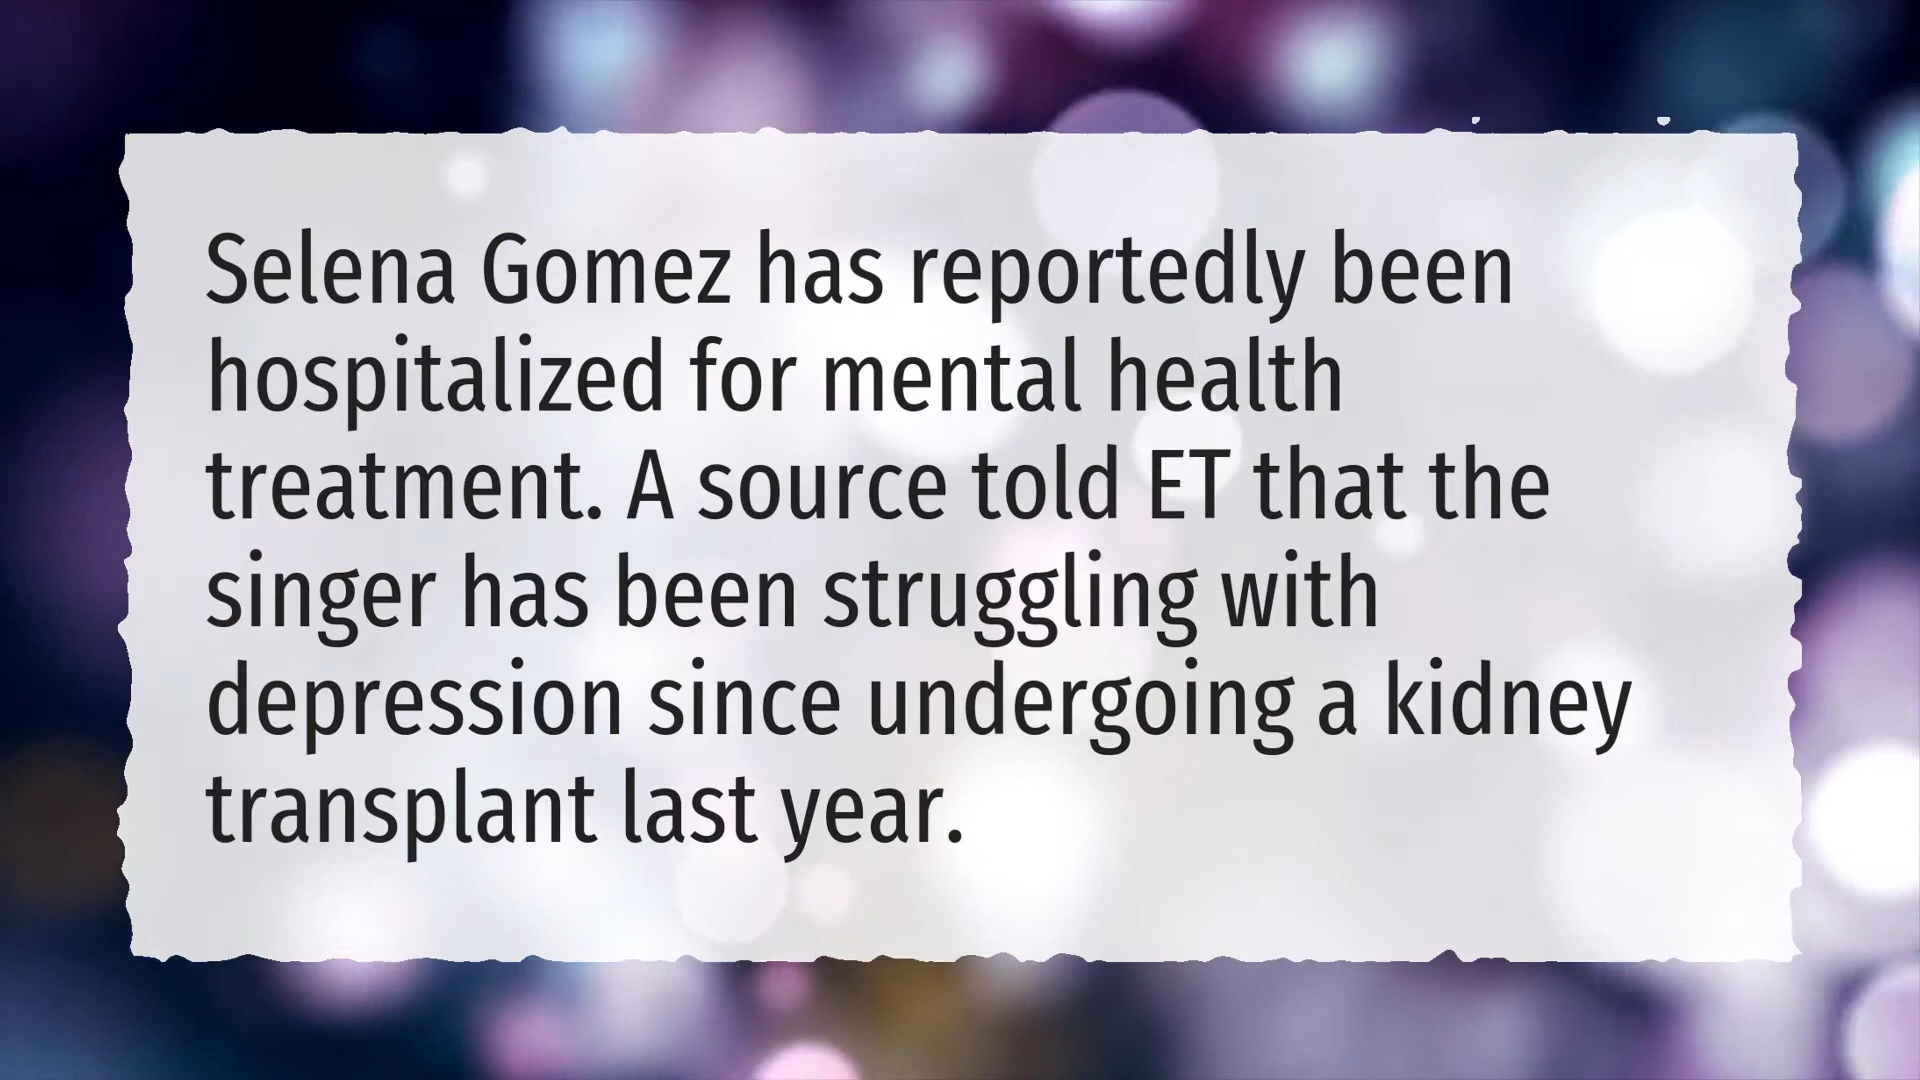 Selena Gomez has reportedly been
hospitalized for mental health
treatment. A source told ET that the
singer has been struggling with
depression since undergoing a kidney
transplant last year.